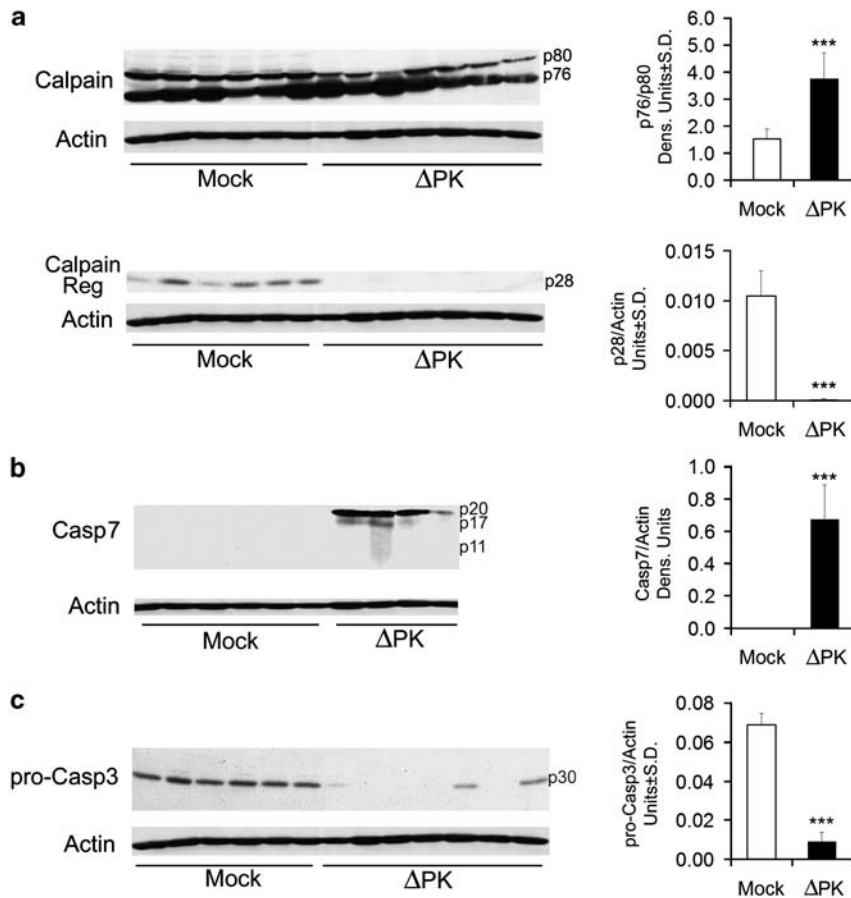 a
Calpain
p80
p76
Actin
Mock
ΔPK
p76/p80
Dens. Units±S.D.
6.0
5.0
4.0
3.0
2.0
1.0
0.0
***
Mock
ΔPK
Calpain
Reg
p28
Actin
Mock
ΔPK
p28/Actin
Units±S.D.
0.015
0.010
0.005
0.000
***
Mock
ΔPK
b
Casp7
p20
p17
p11
Actin
Mock
ΔPK
Casp7/Actin
Dens. Units
1.0
0.8
0.6
0.4
0.2
0.0
***
Mock
ΔPK
c
pro-Casp3
p30
Actin
Mock
ΔPK
pro-Casp3/Actin
Units±S.D.
0.08
0.06
0.04
0.02
0.00
***
Mock
ΔPK